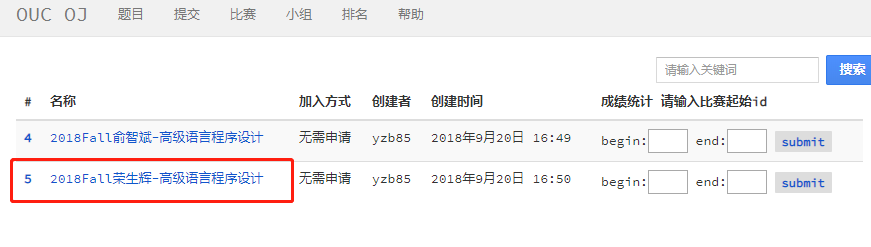 OUC OJ 题目 提交 比赛 小组 排名 帮助
请输入关键词 搜索
# 名称 加入方式 创建者 创建时间 成绩统计 请输入比赛起始id
4 2018Fall俞智斌-高级语言程序设计 无需申请 yzb85 2018年9月20日 16:49 begin: end: submit
5 2018Fall荣生辉-高级语言程序设计 无需申请 yzb85 2018年9月20日 16:50 begin: end: submit